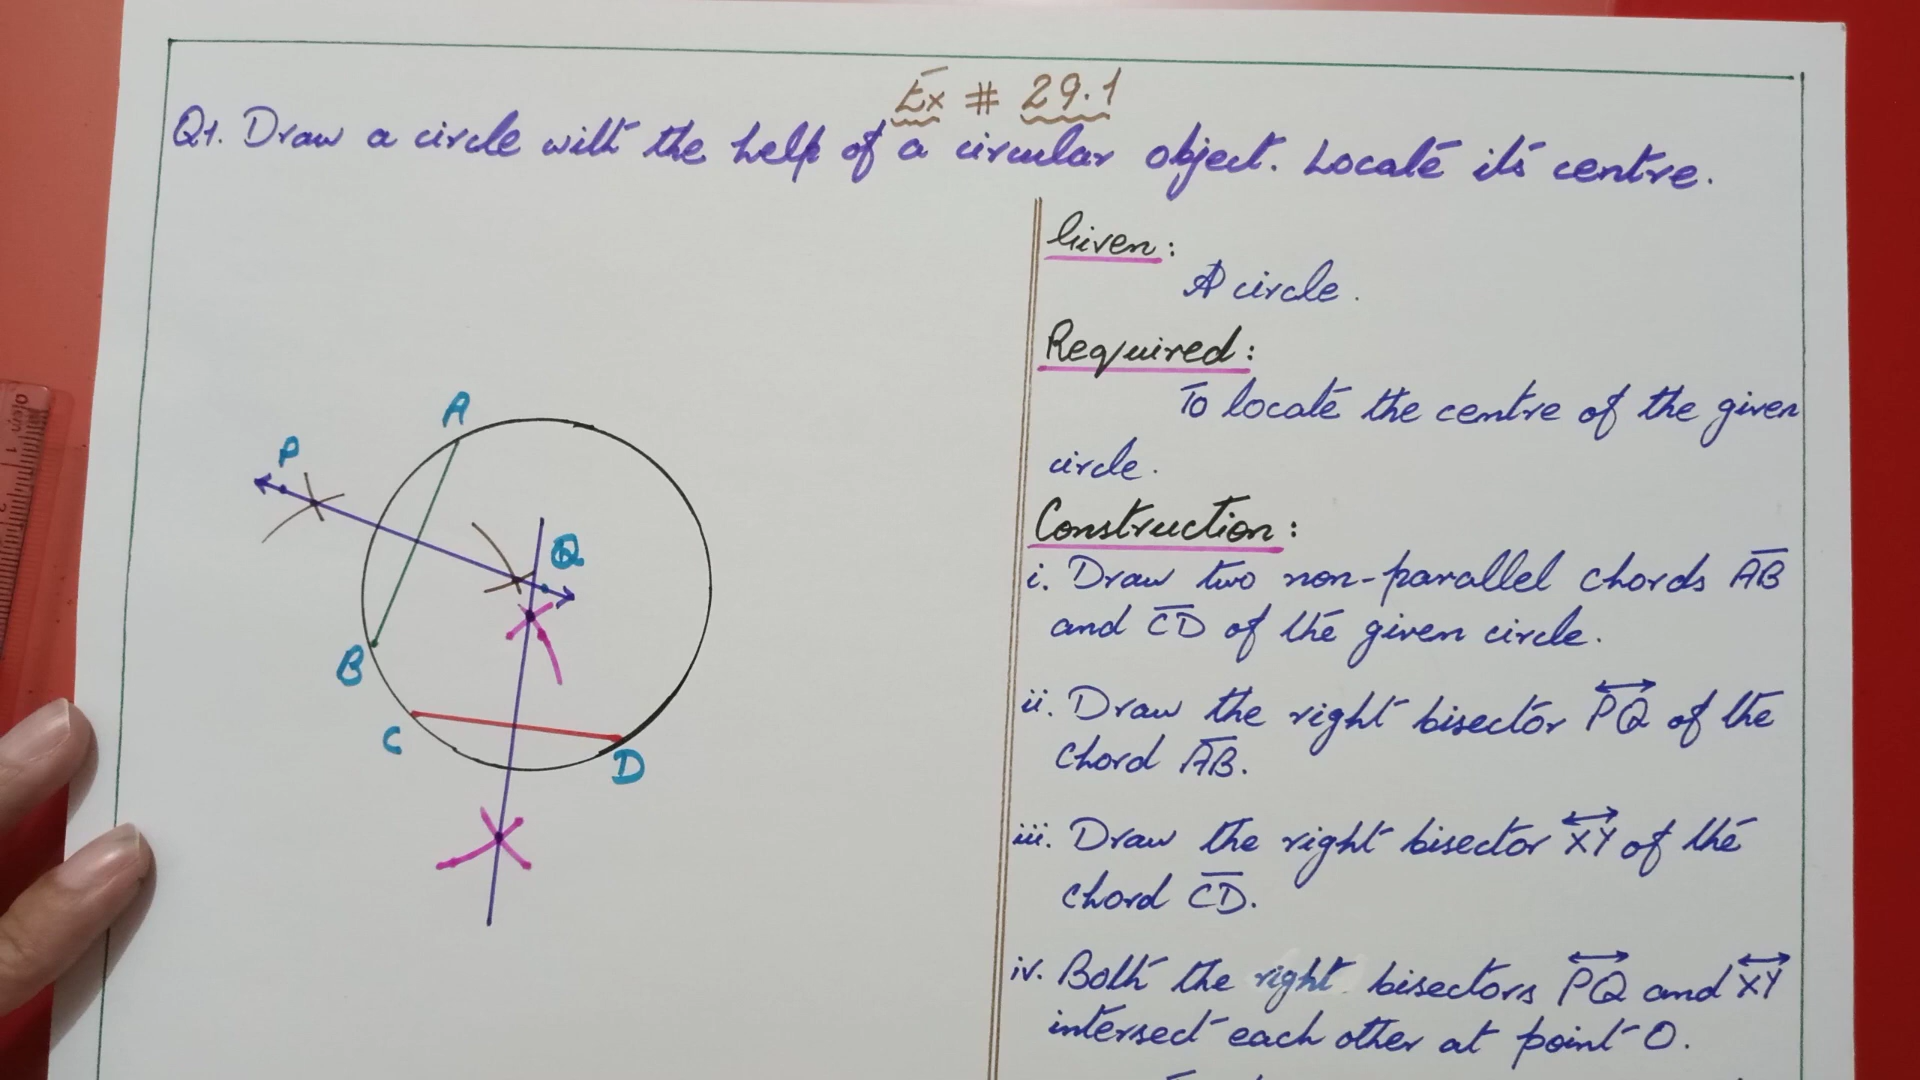 Ex # 29.1
Q1. Draw a circle with the help of a circular object. Locate its centre.
Given:
A circle.
Required:
To locate the centre of the given
circle.
Construction:
i. Draw two non-parallel chords AB
and CD of the given circle.
ii. Draw the right bisector PQ of the
chord AB.
iii. Draw the right bisector XY of the
chord CD.
iv. Both the right bisectors PQ and XY
intersect each other at point O.
A
P
Q
B
C
D